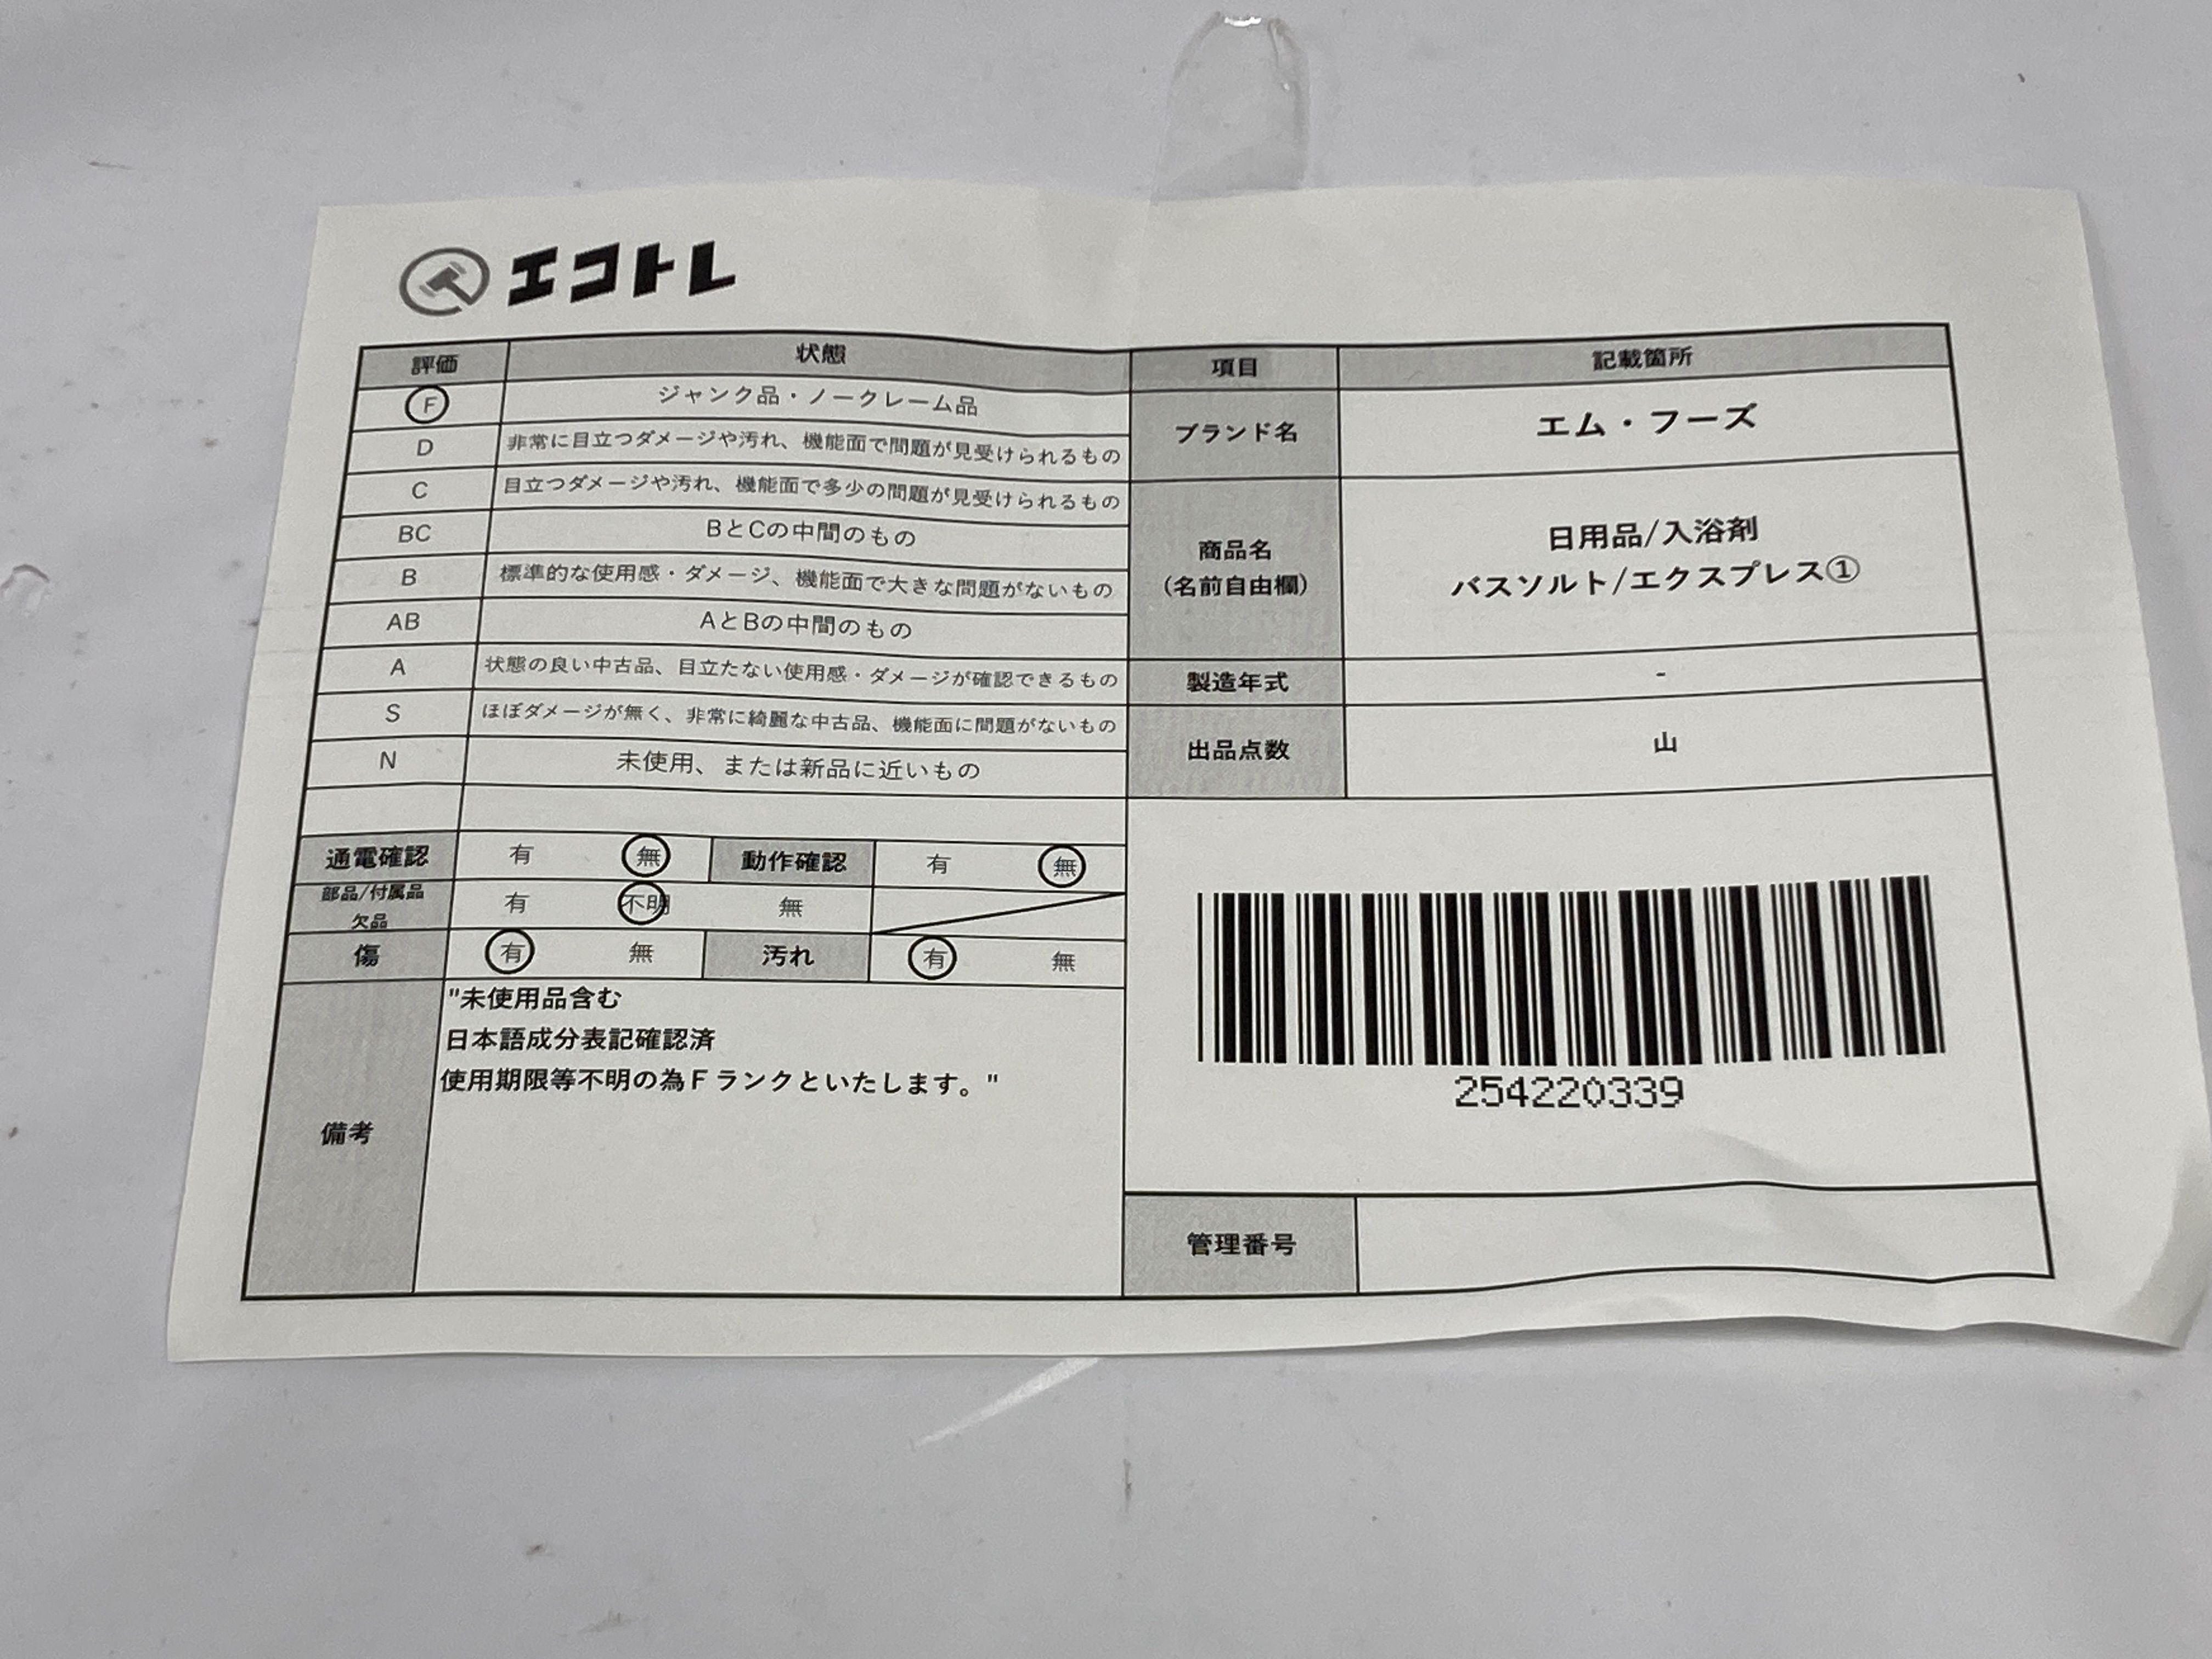 エコトレ
評価 状態
F ジャンク品・ノークレーム品
D 非常に目立つダメージや汚れ、機能面で問題が見受けられるもの
C 目立つダメージや汚れ、機能面で多少の問題が見受けられるもの
BC BとCの中間のもの
B 標準的な使用感・ダメージ、機能面で大きな問題がないもの
AB AとBの中間のもの
A 状態の良い中古品、目立たない使用感・ダメージが確認できるもの
S ほぼダメージが無く、非常に綺麗な中古品、機能面に問題がないもの
N 未使用、または新品に近いもの
通電確認 有 無 動作確認 有 無
部品/付属品
欠品 有 不明 無
傷 有 無 汚れ 有 無
備考
"未使用品含む
日本語成分表記確認済
使用期限等不明の為Fランクといたします。"
項目 記載箇所
ブランド名 エム・フーズ
商品名
(名前自由欄)
日用品/入浴剤
バスソルト/エクスプレス①
製造年式 -
出品点数 山
254220339
管理番号